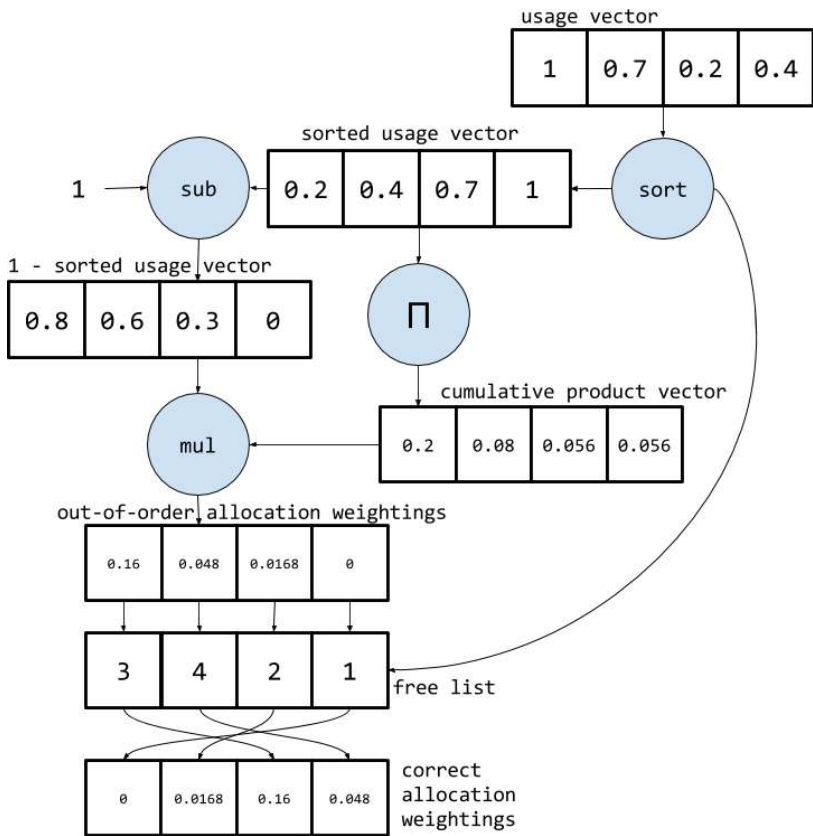 usage vector
1 0.7 0.2 0.4
sorted usage vector
1 sub 0.2 0.4 0.7 1 sort
1 - sorted usage vector
0.8 0.6 0.3 0
Π
cumulative product vector
mul 0.2 0.08 0.056 0.056
out-of-order allocation weightings
0.16 0.048 0.0168 0
3 4 2 1
free list
0 0.0168 0.16 0.048
correct
allocation
weightings